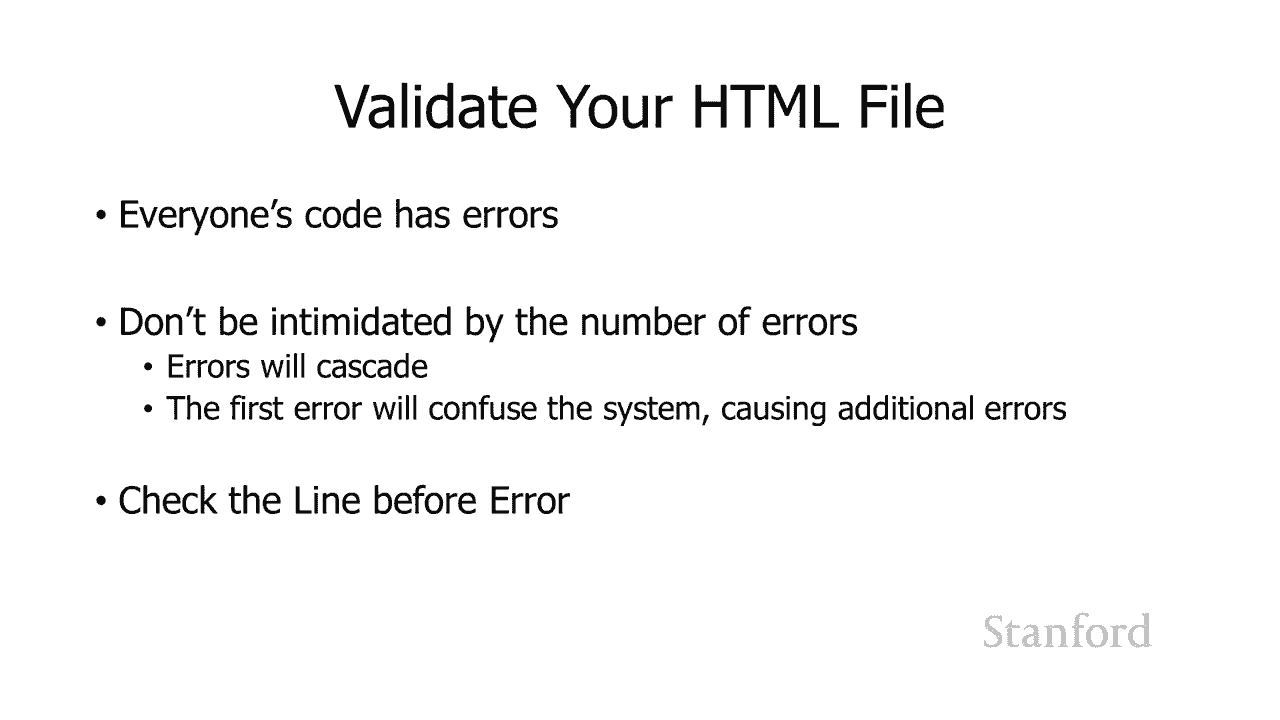 Validate Your HTML File
• Everyone’s code has errors
• Don’t be intimidated by the number of errors
• Errors will cascade
• The first error will confuse the system, causing additional errors
• Check the Line before Error
Stanford